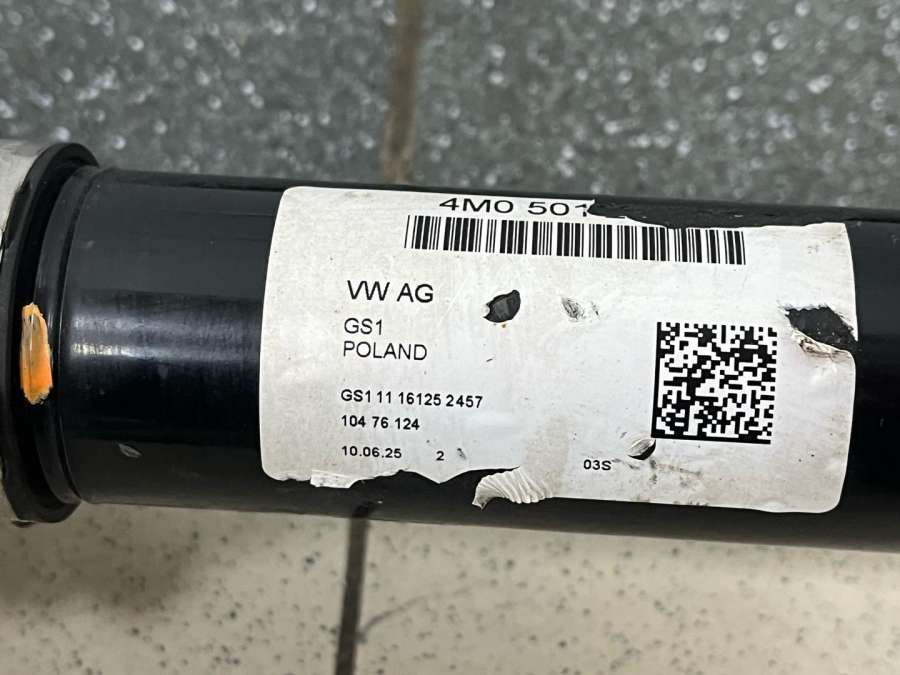 4M0 501
VW AG
GS1
POLAND
GS1 11 16125 2457
104 76 124
10.06.25 2
03S